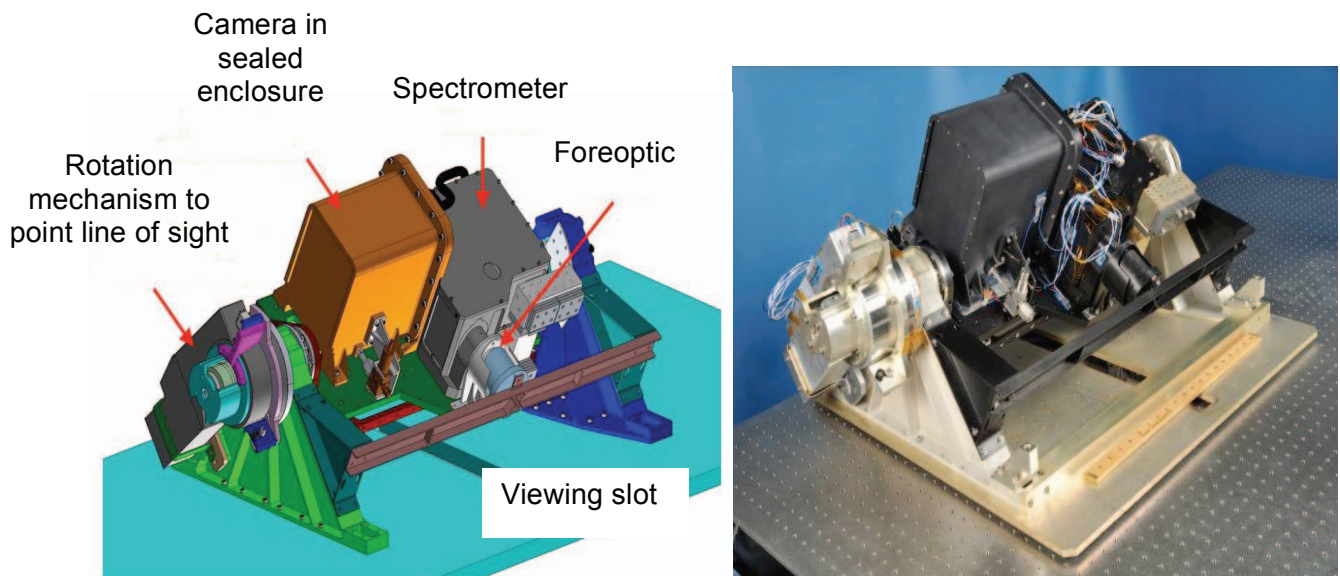 Camera in
sealed
enclosure
Spectrometer
Foreoptic
Rotation
mechanism to
point line of sight
Viewing slot